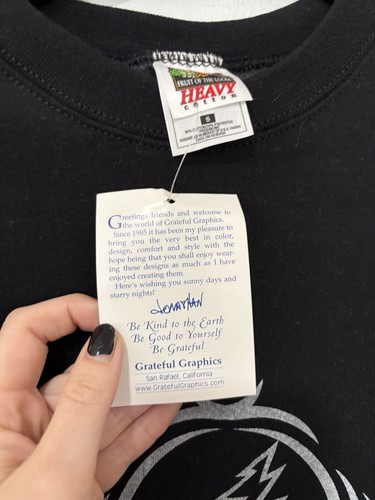 FRUIT OF THE LOOM
HEAVY
cotton
S
Greetings friends and welcome to
the world of Grateful Graphics.
Since 1985 it has been my pleasure to
bring you the very best in color,
design, comfort and style with the
hope being that you shall enjoy wear-
ing these designs as much as I have
enjoyed creating them.
Here's wishing you sunny days and
starry nights!
JONATHAN
Be Kind to the Earth
Be Good to Yourself
Be Grateful
Grateful Graphics
San Rafael, California
www.GratefulGraphics.com